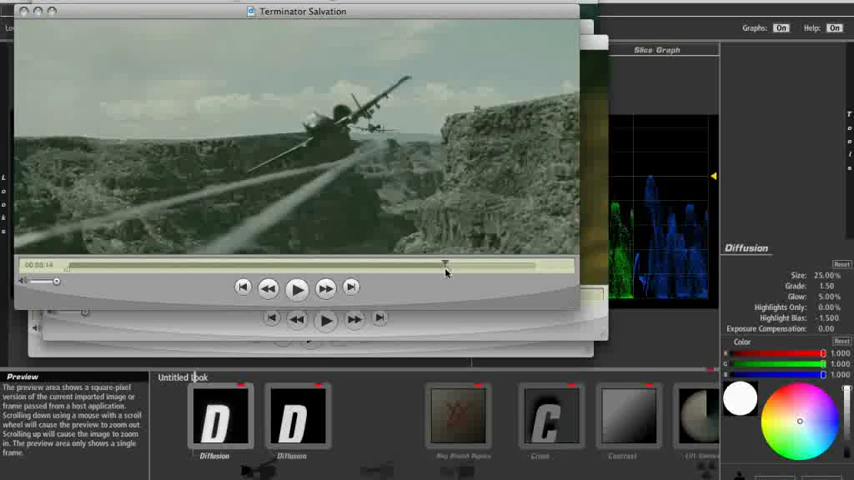 Terminator Salvation
Graphs: On
Help: On
Slice Graph
Looks
Tools
Diffusion
Reset
Size: 25.00%
Grade: 1.50
Glow: 5.00%
Highlights Only: 0.00%
Highlight Bias: -1.500
Exposure Compensation: 0.00
Color
Reset
R 1.000
G 1.000
B 1.000
Preview
The preview area shows a square-pixel
version of the current imported image or
frame passed from a host application.
Scrolling down using a mouse with a scroll
wheel will cause the preview to zoom out
Scrolling up will cause the image to zoom
in. The preview area only shows a single
frame.
Untitled Look
D
Diffusion
D
Diffusion
C
Contrast